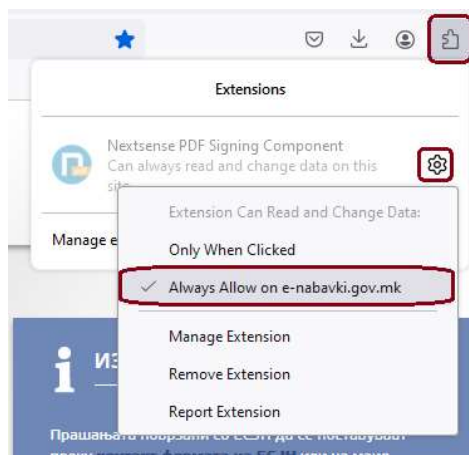 Extensions
Nextsense PDF Signing Component
Can always read and change data on this
site
Manage e
Extension Can Read and Change Data:
Only When Clicked
Always Allow on e-nabavki.gov.mk
Manage Extension
Remove Extension
Report Extension
ИЗ
Прашањата поврзани со ЕСЈН да се поставуваат